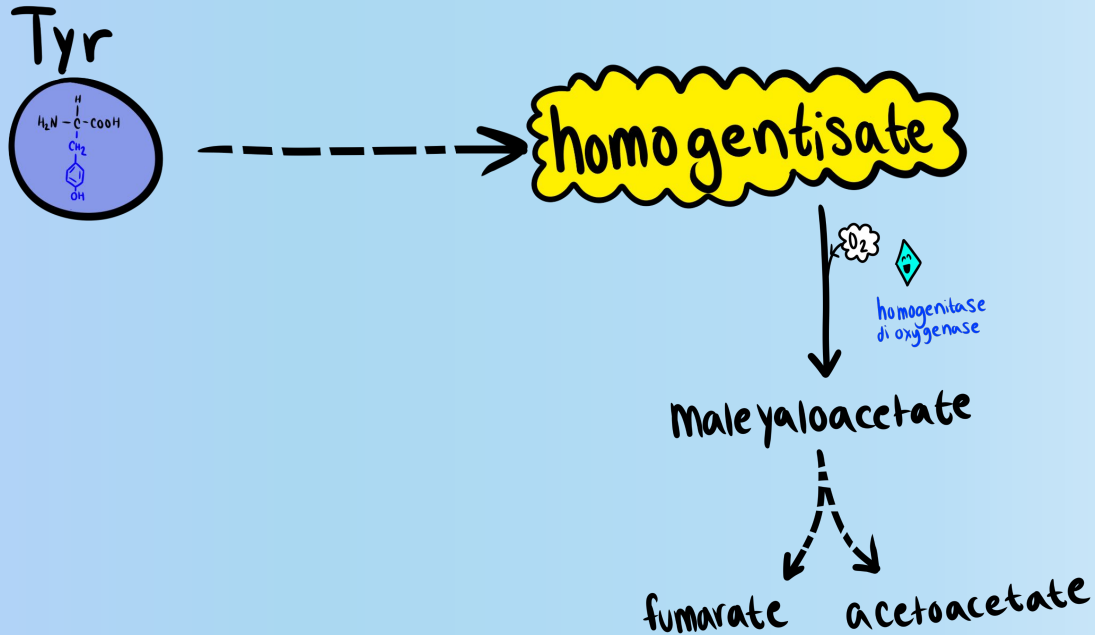 Tyr
H
H₂N-C-COOH
CH₂
OH
homogentisate
O₂
homogenitase
di oxygenase
Maleyaloacetate
fumarate acetoacetate